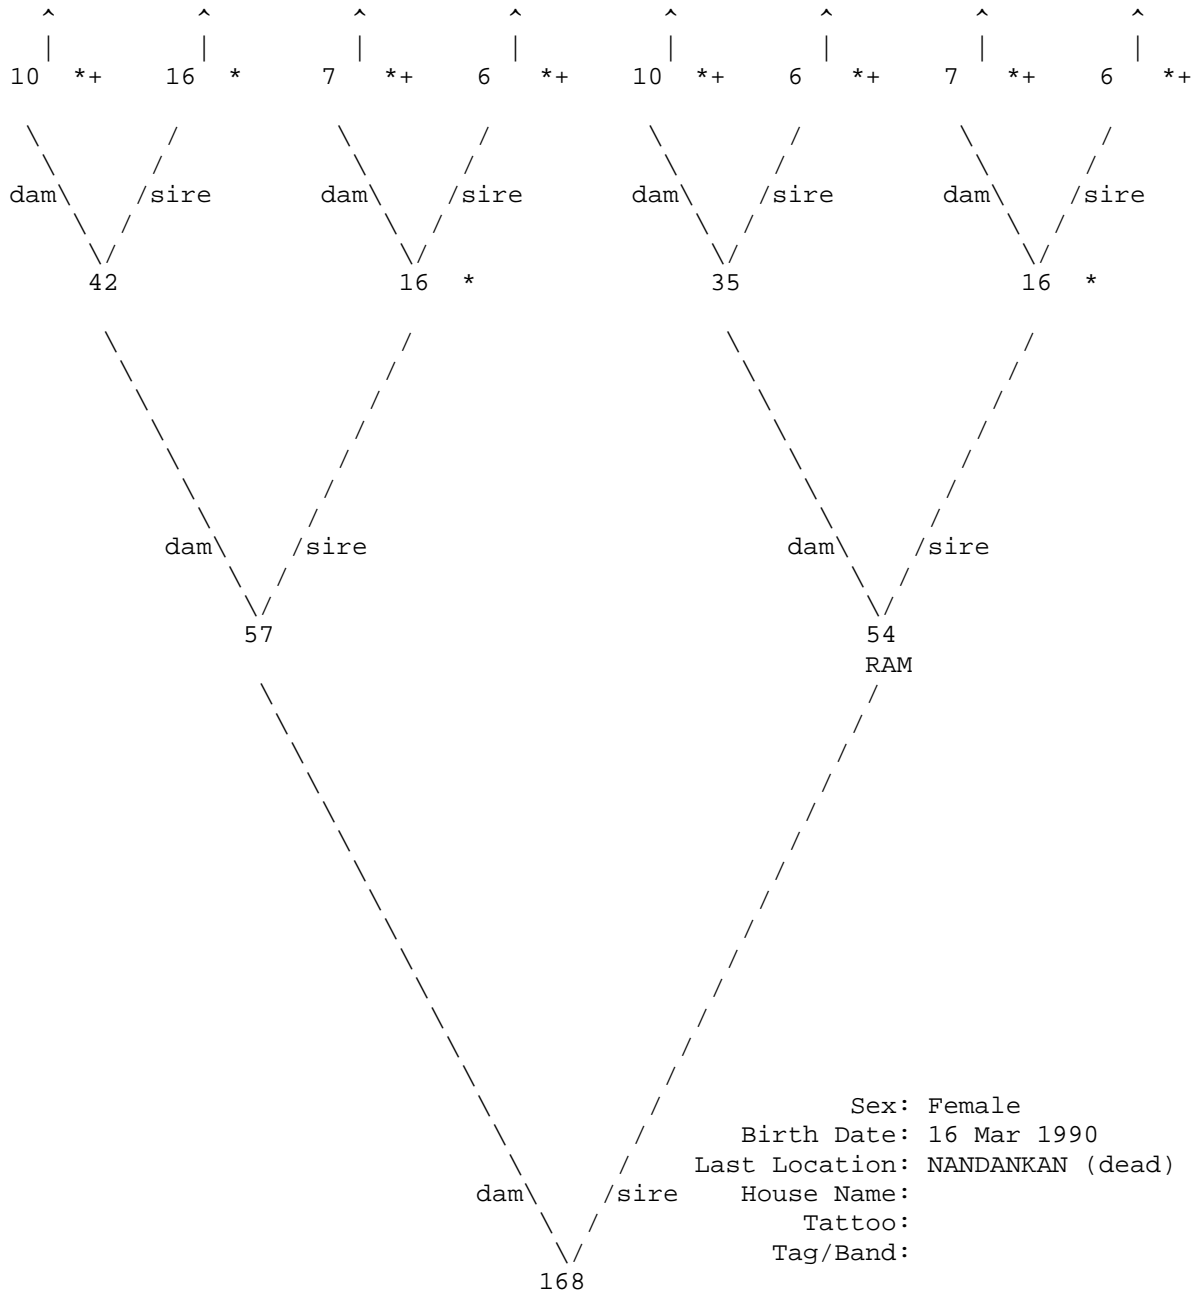 ^ ^ ^ ^ ^ ^ ^ ^
| | | | | | | |
10 *+ 16 * 7 *+ 6 *+ 10 *+ 6 *+ 7 *+ 6 *+
dam sire dam sire dam sire dam sire
42 16 * 35 16 *
dam sire dam sire
57 54
RAM
Sex: Female
Birth Date: 16 Mar 1990
Last Location: NANDANKAN (dead)
dam sire House Name:
Tattoo:
Tag/Band:
168